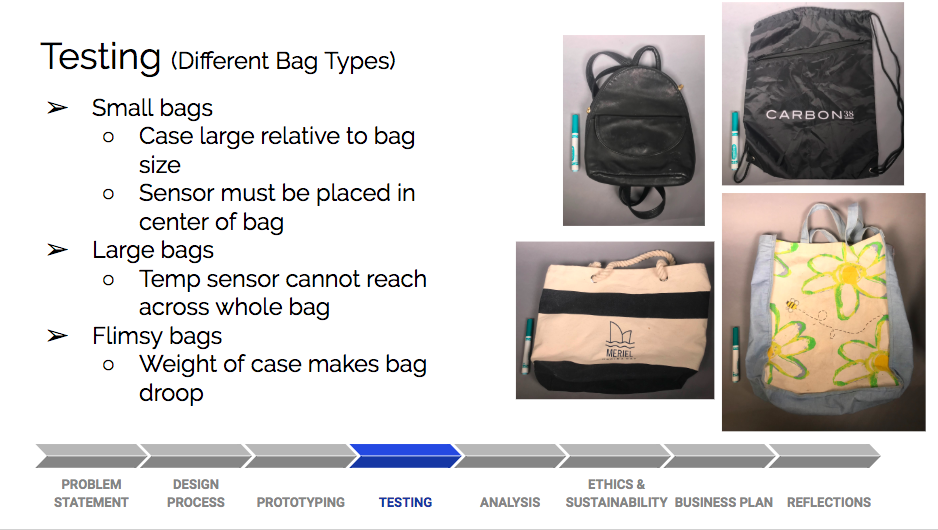 Testing (Different Bag Types)
➢ Small bags
○ Case large relative to bag
size
○ Sensor must be placed in
center of bag
➢ Large bags
○ Temp sensor cannot reach
across whole bag
➢ Flimsy bags
○ Weight of case makes bag
droop
CARBON38
MERIEL
PROBLEM
STATEMENT
DESIGN
PROCESS
PROTOTYPING
TESTING
ANALYSIS
ETHICS &
SUSTAINABILITY
BUSINESS PLAN
REFLECTIONS